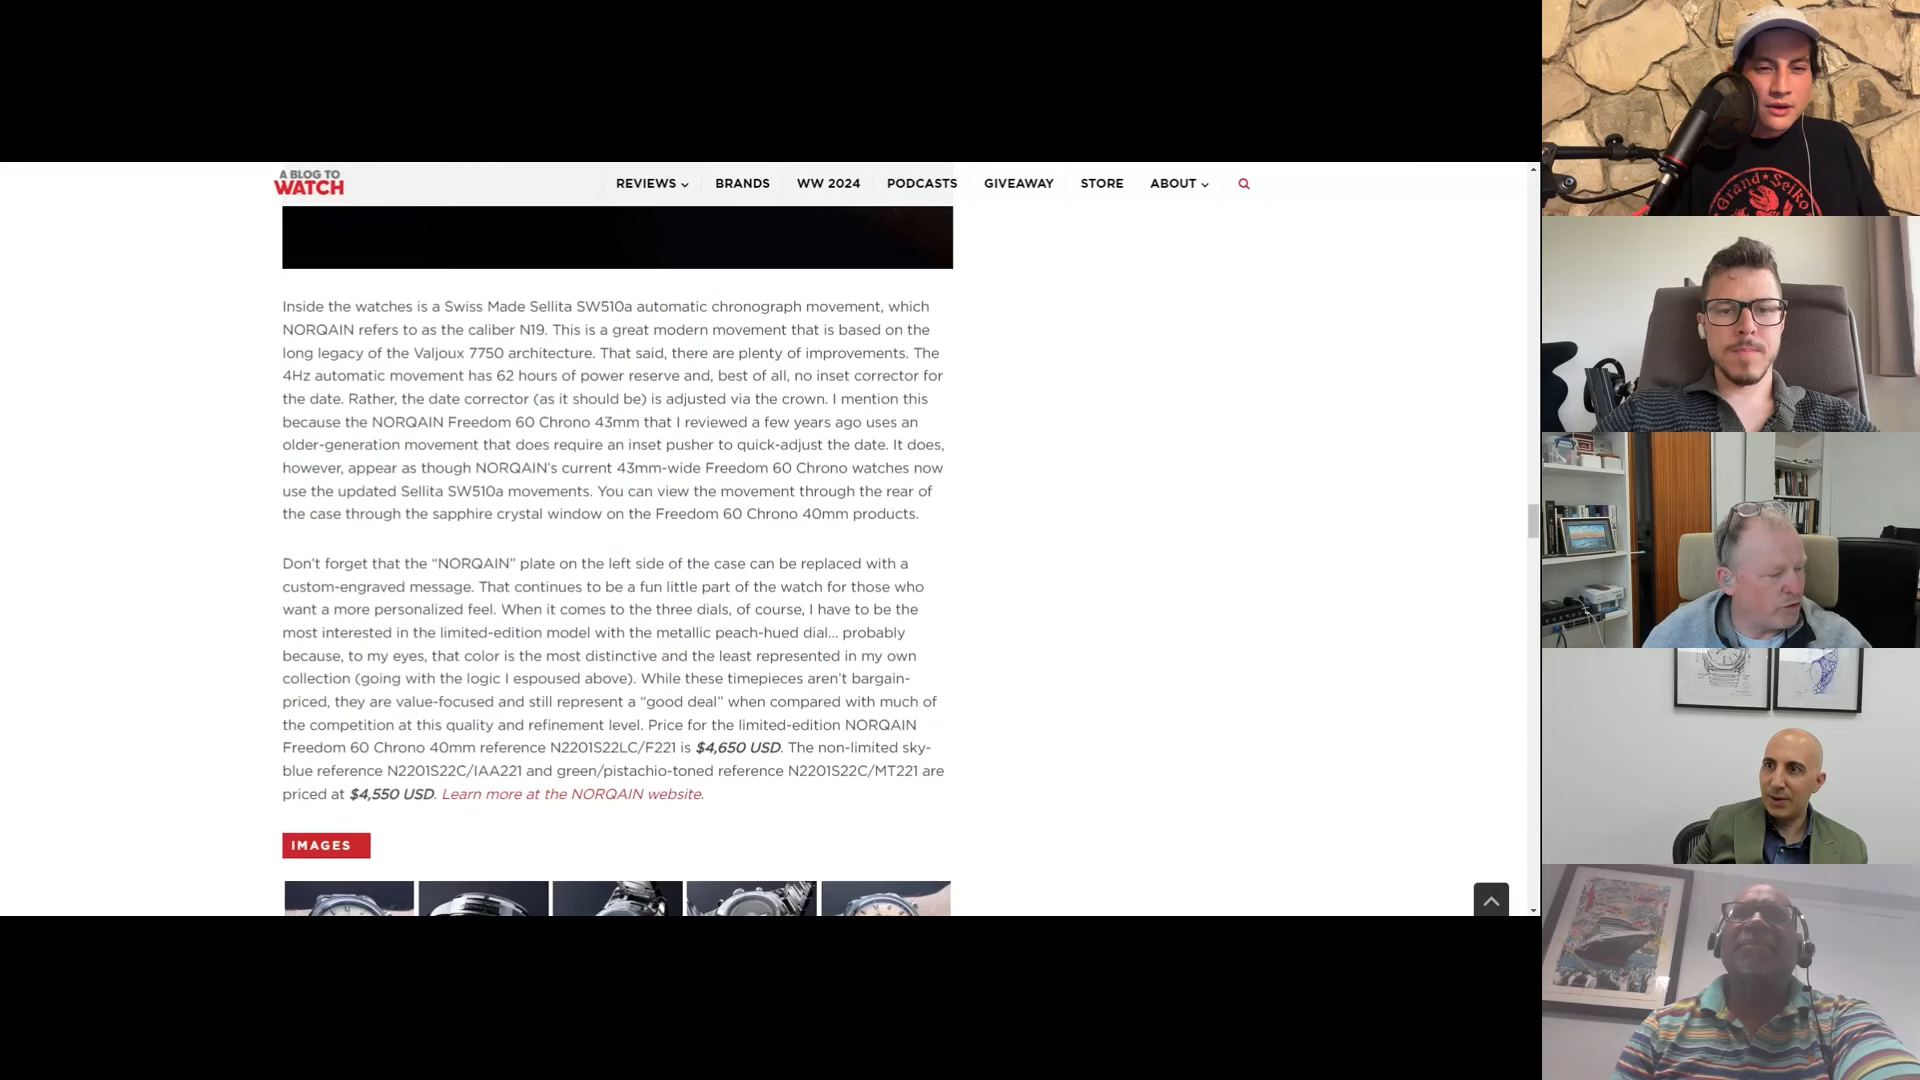 A BLOG TO
WATCH
REVIEWS
BRANDS
WW 2024
PODCASTS
GIVEAWAY
STORE
ABOUT
Inside the watches is a Swiss Made Sellita SW510a automatic chronograph movement, which
NORQAIN refers to as the caliber N19. This is a great modern movement that is based on the
long legacy of the Valjoux 7750 architecture. That said, there are plenty of improvements. The
4Hz automatic movement has 62 hours of power reserve and, best of all, no inset corrector for
the date. Rather, the date corrector (as it should be) is adjusted via the crown. I mention this
because the NORQAIN Freedom 60 Chrono 43mm that I reviewed a few years ago uses an
older-generation movement that does require an inset pusher to quick-adjust the date. It does,
however, appear as though NORQAIN's current 43mm-wide Freedom 60 Chrono watches now
use the updated Sellita SW510a movements. You can view the movement through the rear of
the case through the sapphire crystal window on the Freedom 60 Chrono 40mm products.
Don't forget that the “NORQAIN” plate on the left side of the case can be replaced with a
custom-engraved message. That continues to be a fun little part of the watch for those who
want a more personalized feel. When it comes to the three dials, of course, I have to be the
most interested in the limited-edition model with the metallic peach-hued dial... probably
because, to my eyes, that color is the most distinctive and the least represented in my own
collection (going with the logic I espoused above). While these timepieces aren't bargain-
priced, they are value-focused and still represent a “good deal” when compared with much of
the competition at this quality and refinement level. Price for the limited-edition NORQAIN
Freedom 60 Chrono 40mm reference N2201S22LC/F221 is $4,650 USD. The non-limited sky-
blue reference N2201S22C/IAA221 and green/pistachio-toned reference N2201S22C/MT221 are
priced at $4,550 USD. Learn more at the NORQAIN website.
IMAGES
Grand Seiko